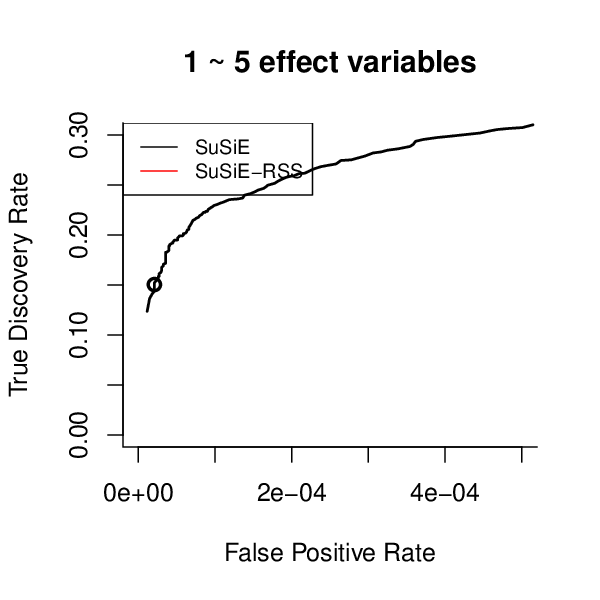 1 ~ 5 effect variables
SuSiE
SuSiE−RSS
True Discovery Rate
0.30
0.20
0.10
0.00
0e+00 2e−04 4e−04
False Positive Rate